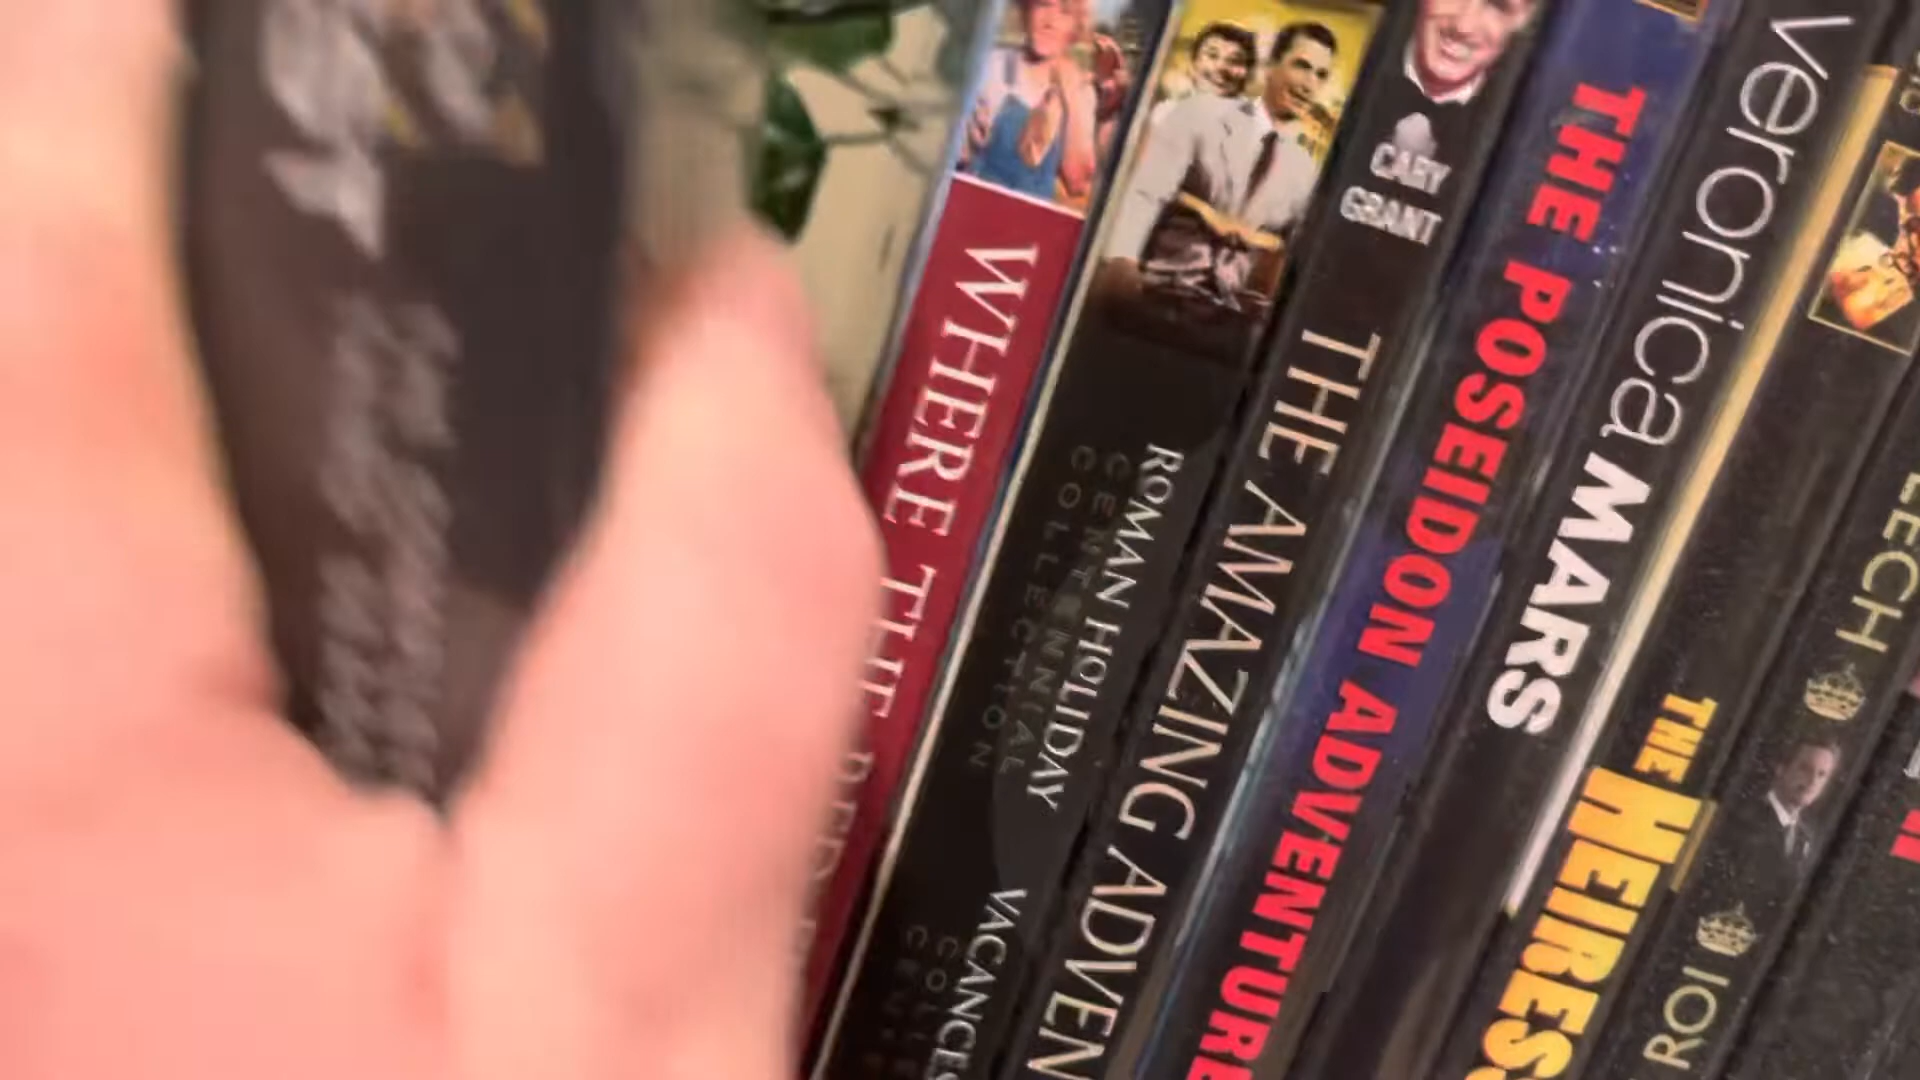 WHERE THE RED
ROMAN HOLIDAY
CENTENNIAL
COLLECTION
VACANCES
CARY
GRANT
THE AMAZING ADVEN
THE POSEIDON ADVENTURE
veronica MARS
THE HEIRESS
LECH
ROI